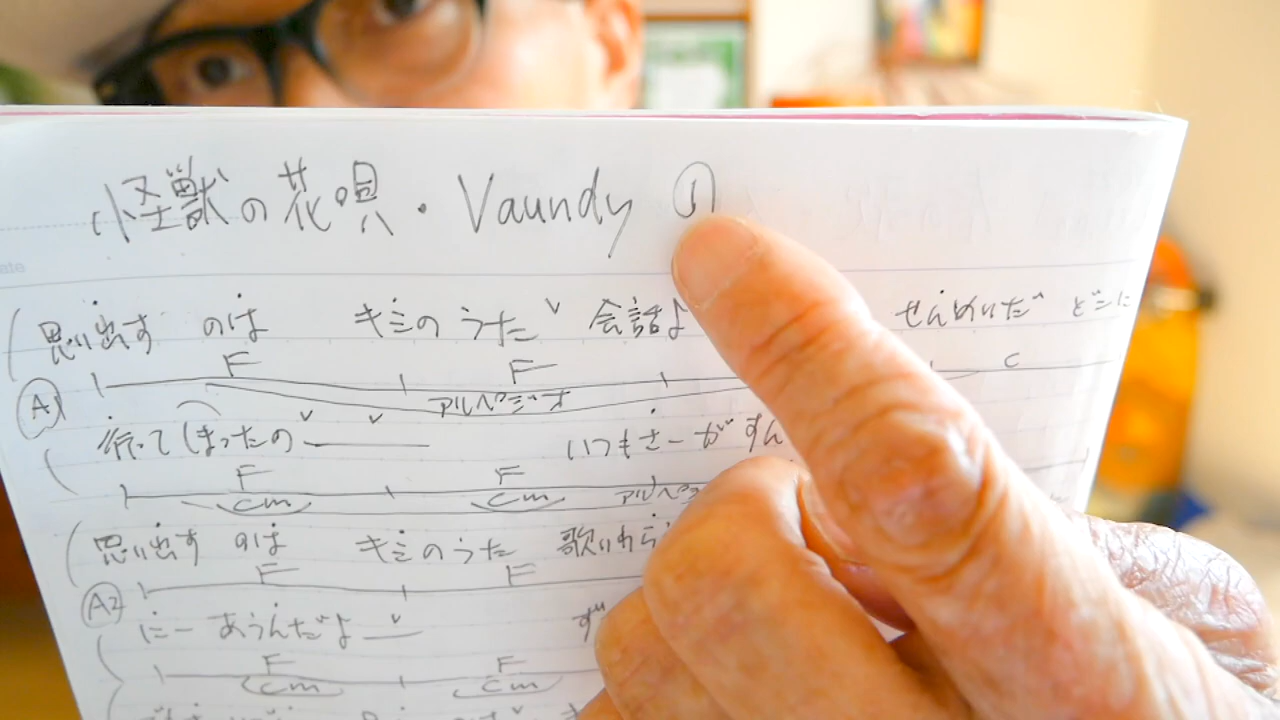 怪獣の花唄・Vaundy ①
思い出す のは キミの うた 会話よ せんめいだ どこに
A1
F F C
アルペジオ
行ってしまったの いつもさーがすん
F F
Cm Cm アルペジ
思い出す のは キミのうた 歌いわら
F F
A2
にー あうんだよ ず
F F
Cm Cm